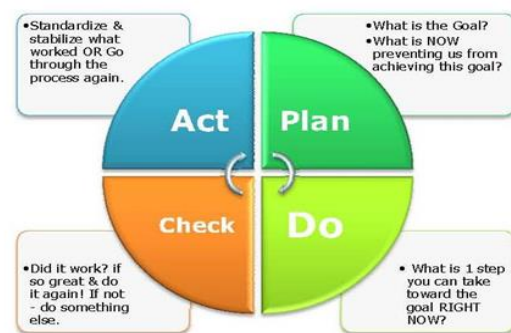 •Standardize &
stabilize what
worked OR Go
through the
process again.
•What is the Goal?
•What is NOW
preventing us from
achieving this goal?
Act
Plan
Check
Do
•Did it work? if
so great & do
it again! If not
- do something
else.
• What is 1 step
you can take
toward the
goal RIGHT
NOW?